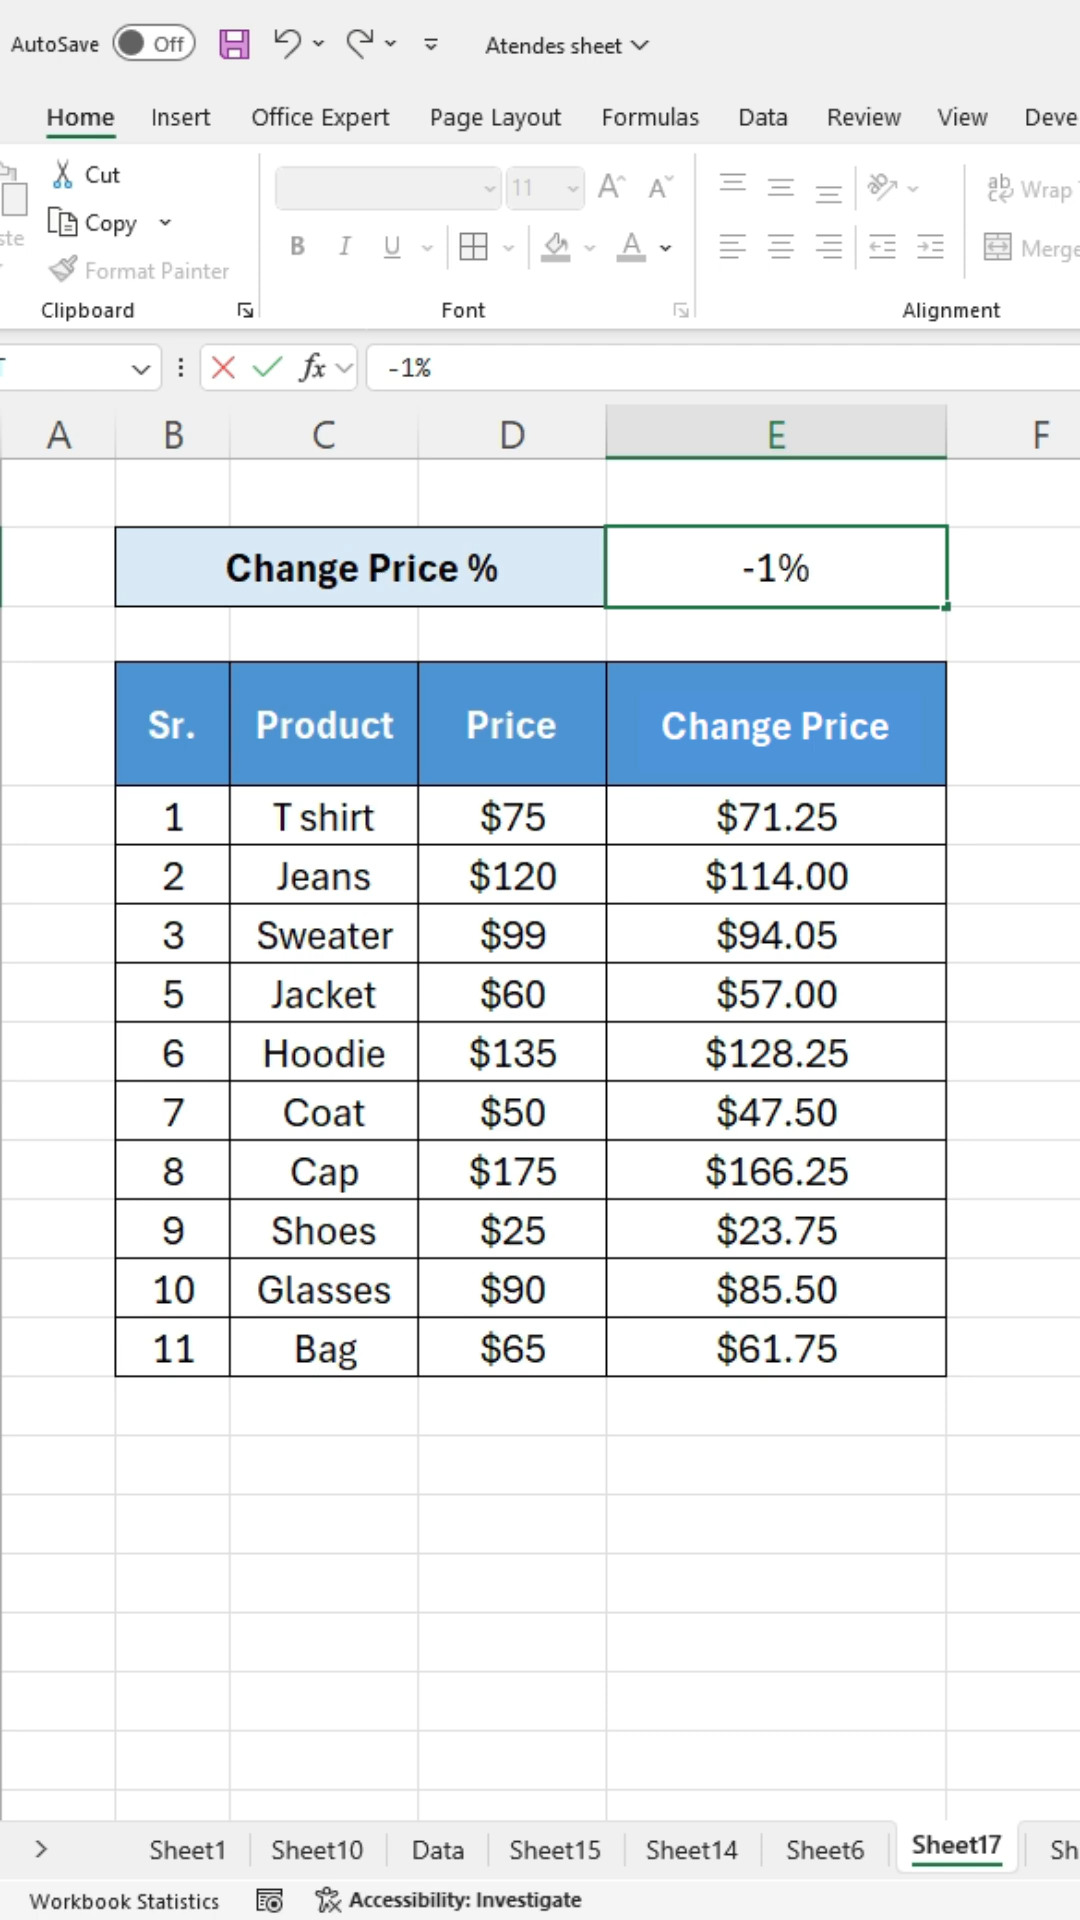 AutoSave Off Atendes sheet
Home Insert Office Expert Page Layout Formulas Data Review View Deve
Cut
11
ab
Wrap
Copy
ste
Format Painter
B I U A
Merge
Clipboard Font Alignment
fx -1%
A B C D E F
Change Price % -1%
Sr. Product Price Change Price
1 T shirt $75 $71.25
2 Jeans $120 $114.00
3 Sweater $99 $94.05
5 Jacket $60 $57.00
6 Hoodie $135 $128.25
7 Coat $50 $47.50
8 Cap $175 $166.25
9 Shoes $25 $23.75
10 Glasses $90 $85.50
11 Bag $65 $61.75
Sheet1 Sheet10 Data Sheet15 Sheet14 Sheet6 Sheet17 Sh
Workbook Statistics Accessibility: Investigate